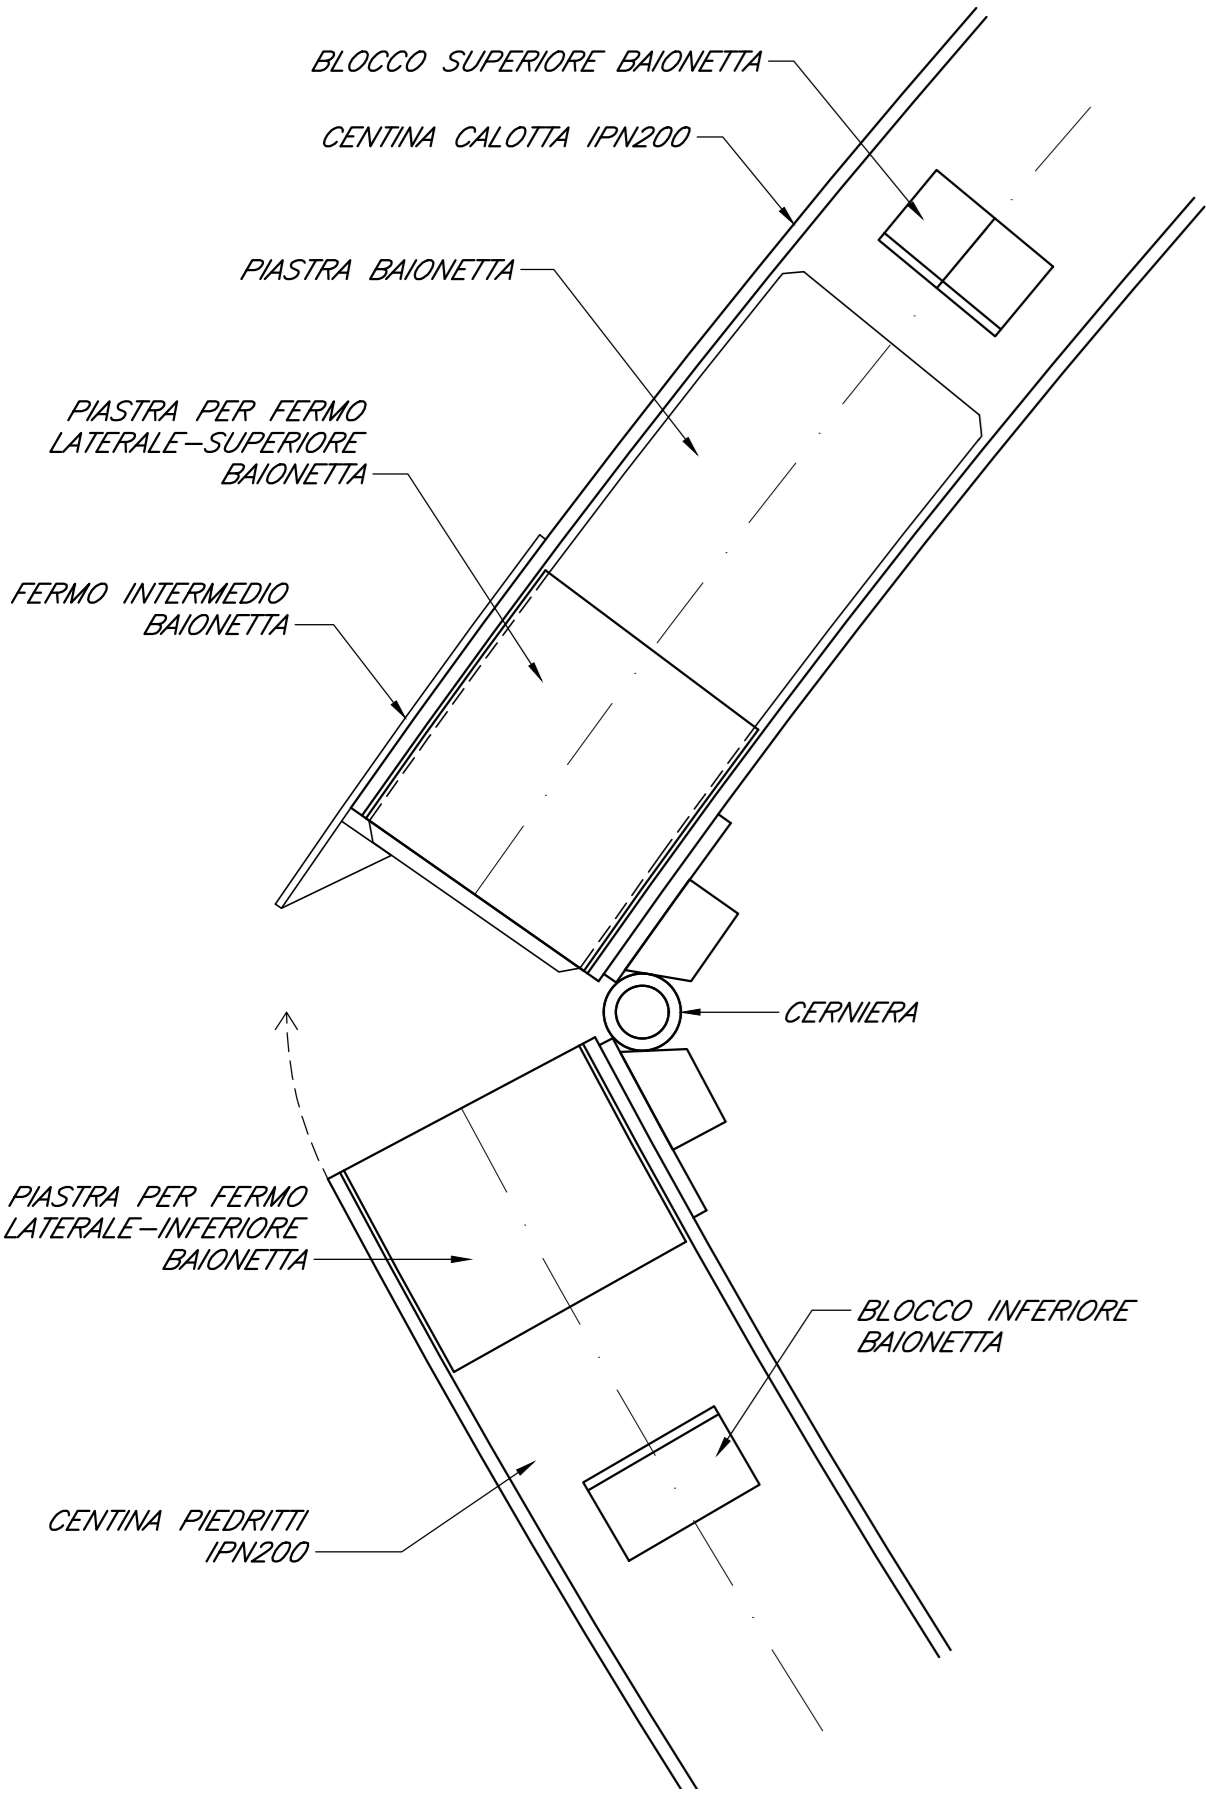 BLOCCO SUPERIORE BAIONETTA
CENTINA CALOTTA IPN200
PIASTRA BAIONETTA
PIASTRA PER FERMO
LATERALE-SUPERIORE
BAIONETTA
FERMO INTERMEDIO
BAIONETTA
CERNIERA
PIASTRA PER FERMO
LATERALE-INFERIORE
BAIONETTA
BLOCCO INFERIORE
BAIONETTA
CENTINA PIEDRITTI
IPN200